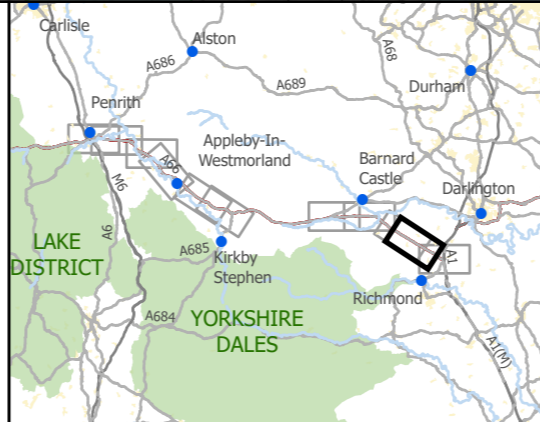 Carlisle
Alston
A686
A689
A68
Durham
Penrith
Appleby-In-
Westmorland
A66
Barnard
Castle
Darlington
M6
A6
LAKE
DISTRICT
A685
Kirkby
Stephen
A1
Richmond
A684
YORKSHIRE
DALES
A1(M)